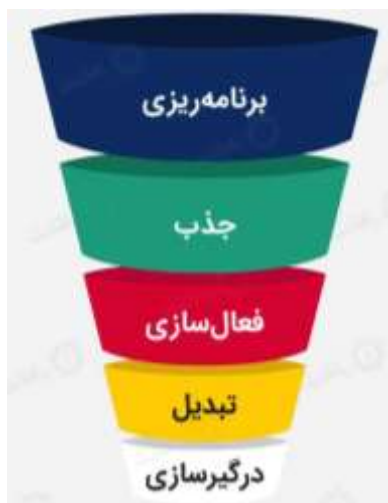 برنامه‌ریزی
جذب
فعال‌سازی
تبدیل
درگیرسازی